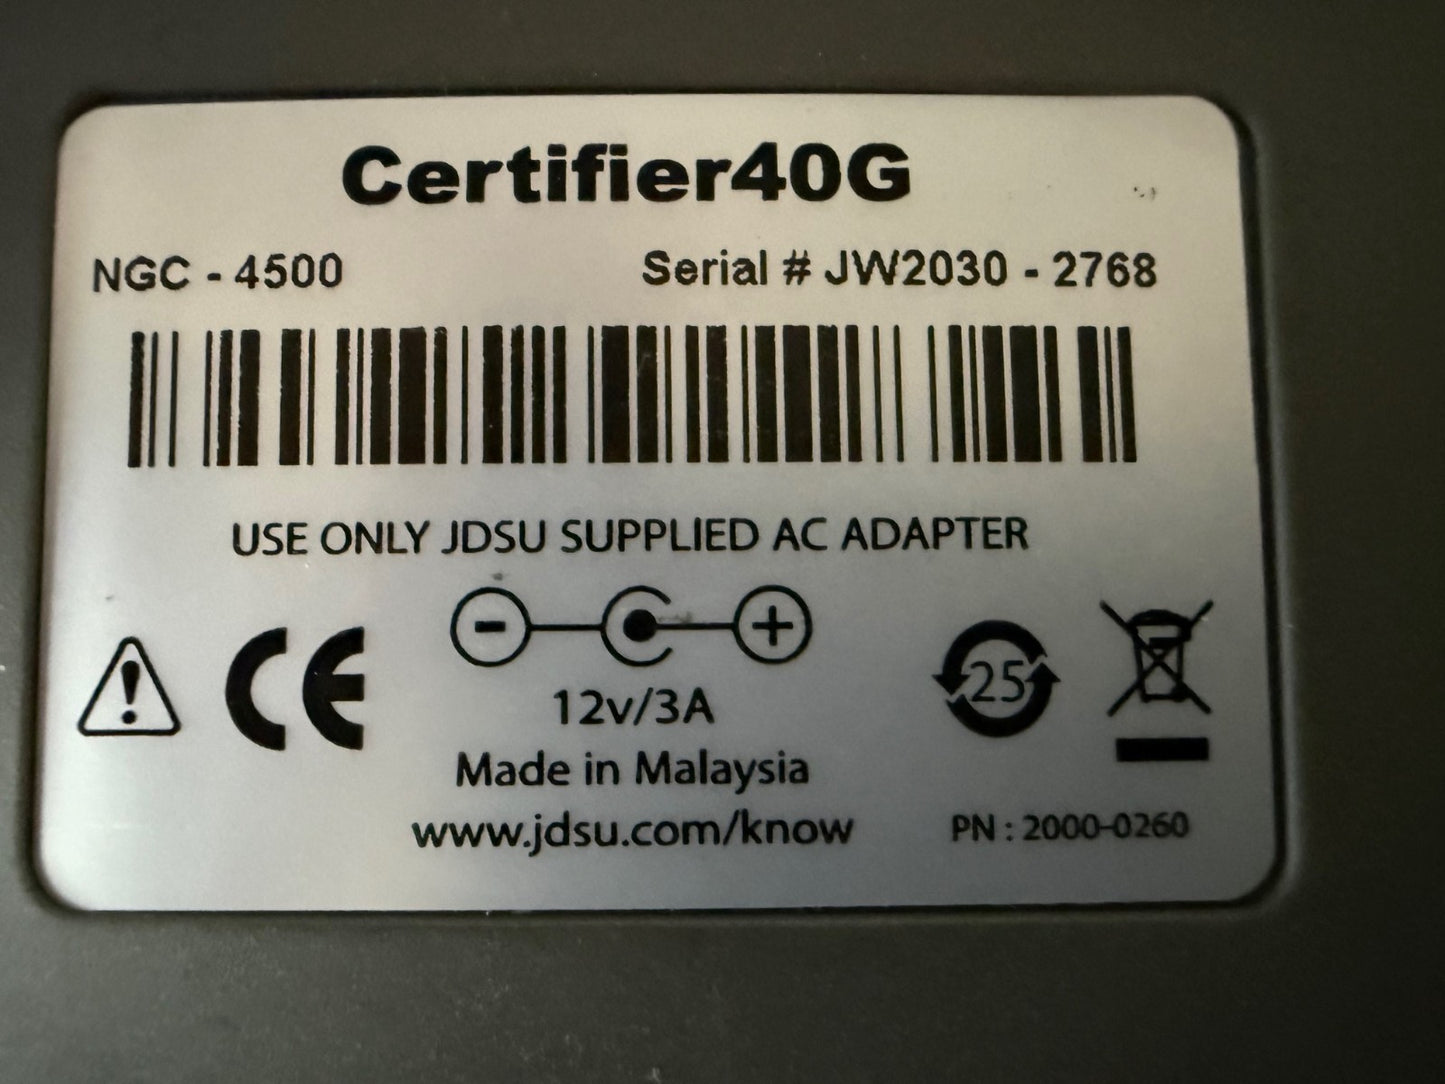 Certifier40G
NGC - 4500 Serial # JW2030 - 2768
USE ONLY JDSU SUPPLIED AC ADAPTER
CE
25
12v/3A
Made in Malaysia
www.jdsu.com/know
PN : 2000-0260